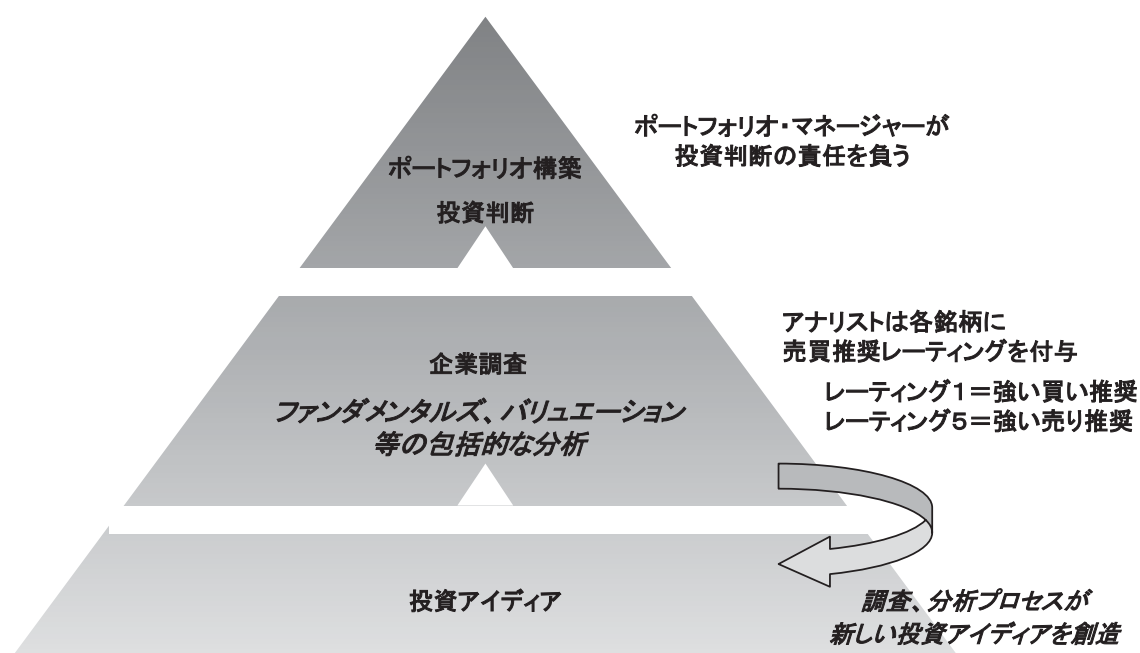 ポートフォリオ・マネージャーが
投資判断の責任を負う
ポートフォリオ構築
投資判断
アナリストは各銘柄に
売買推奨レーティングを付与
レーティング1＝強い買い推奨
レーティング5＝強い売り推奨
企業調査
ファンダメンタルズ、バリュエーション
等の包括的な分析
投資アイディア
調査、分析プロセスが
新しい投資アイディアを創造